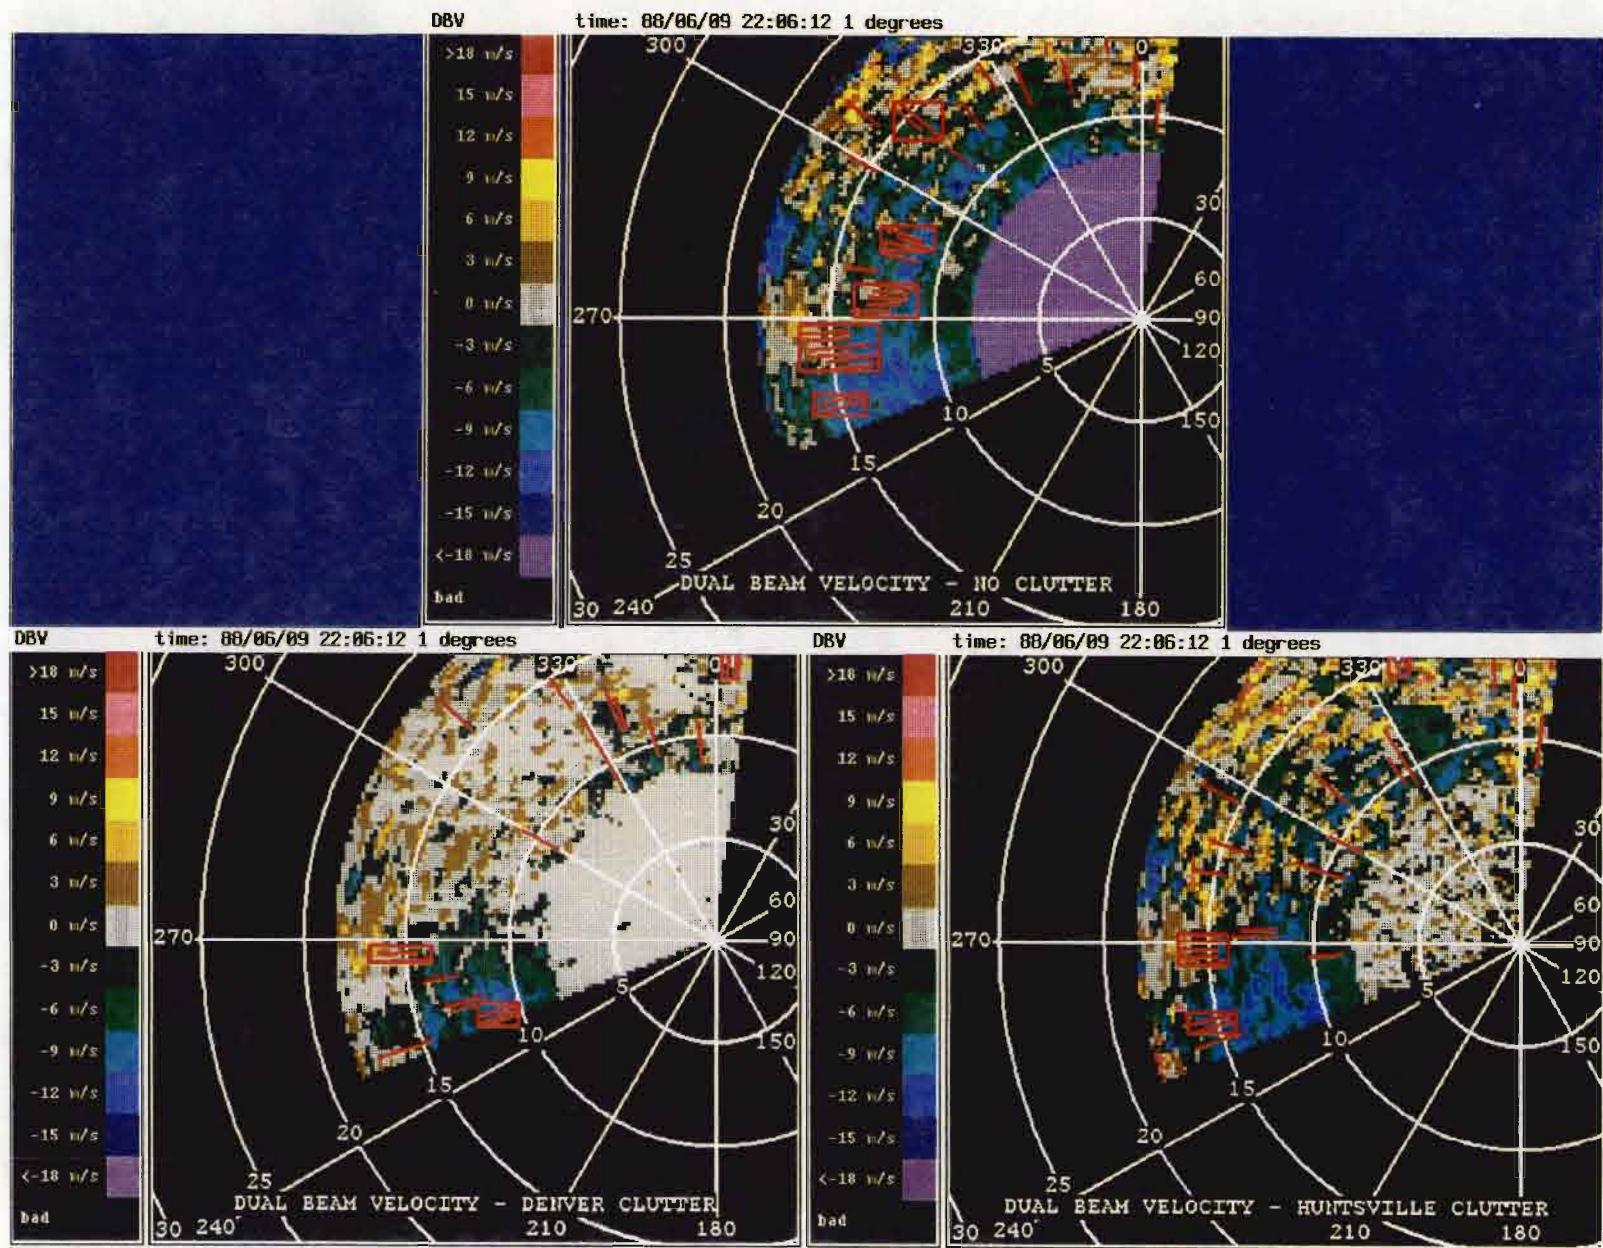 DBV time: 88/06/09 22:06:12 1 degrees
>18 m/s
15 m/s
12 m/s
9 m/s
6 m/s
3 m/s
0 m/s
-3 m/s
-6 m/s
-9 m/s
-12 m/s
-15 m/s
<-18 m/s
bad
300 330 0
30
60
270 90
120
5
150
10
15
20
25
DUAL BEAM VELOCITY - NO CLUTTER
30 240 210 180
DBV time: 88/06/09 22:06:12 1 degrees
>18 m/s
15 m/s
12 m/s
9 m/s
6 m/s
3 m/s
0 m/s
-3 m/s
-6 m/s
-9 m/s
-12 m/s
-15 m/s
<-18 m/s
bad
300 330 0
30
60
270 90
120
5
150
10
15
20
25
DUAL BEAM VELOCITY - DENVER CLUTTER
30 240 210 180
DBV time: 88/06/09 22:06:12 1 degrees
>18 m/s
15 m/s
12 m/s
9 m/s
6 m/s
3 m/s
0 m/s
-3 m/s
-6 m/s
-9 m/s
-12 m/s
-15 m/s
<-18 m/s
bad
300 330 0
30
60
270 90
120
5
150
10
15
20
25
DUAL BEAM VELOCITY - HUNTSVILLE CLUTTER
30 240 210 180